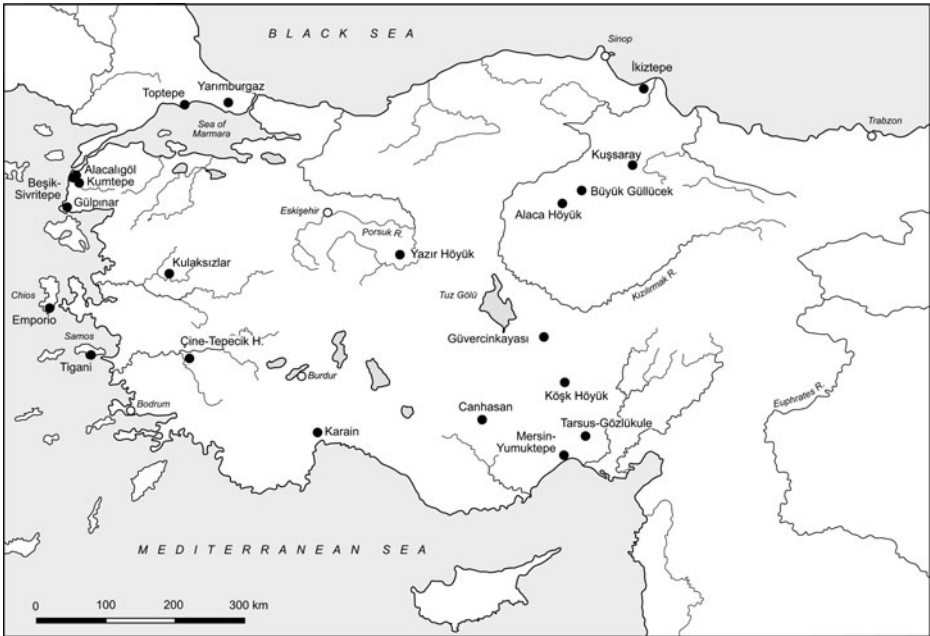 BLACK SEA
Sinop
İkiztepe
Toptepe
Yarımburgaz
Sea of
Marmara
Trabzon
Kuşsaray
Alacalıgöl
Kumtepe
Beşik-
Sivritepe
Gülpınar
Büyük Güllücek
Alaca Höyük
Eskişehir
Porsuk R.
Yazır Höyük
Kulaksızlar
Kızılırmak R.
Tuz Gölü
Chios
Emporio
Samos
Tigani
Çine-Tepecik H.
Güvercinkayası
Burdur
Köşk Höyük
Euphrates R.
Bodrum
Canhasan
Karain
Tarsus-Gözlükule
Mersin-
Yumuktepe
MEDITERRANEAN SEA
0 100 200 300 km